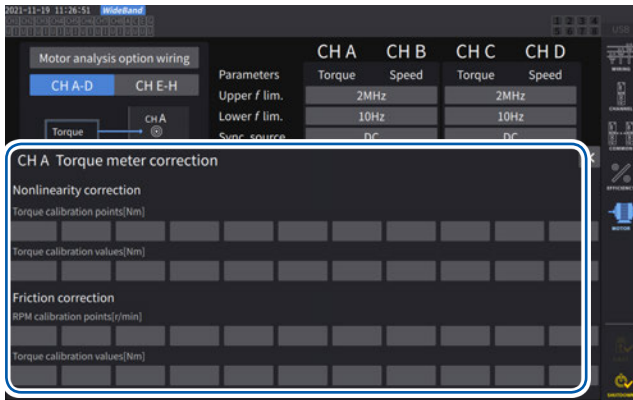 2021-11-19 11:26:51 WideBand
USB
Motor analysis option wiring
CH A-D CH E-H
CH A CH B CH C CH D
Parameters Torque Speed Torque Speed
Upper f lim. 2MHz 2MHz
Lower f lim. 10Hz 10Hz
Sync. source DC DC
Torque CH A
WIRING
CHANNEL
COMMON
EFFICIENCY
MOTOR
CH A Torque meter correction
Nonlinearity correction
Torque calibration points[Nm]
Torque calibration values[Nm]
Friction correction
RPM calibration points[r/min]
Torque calibration values[Nm]
SHUTDOWN